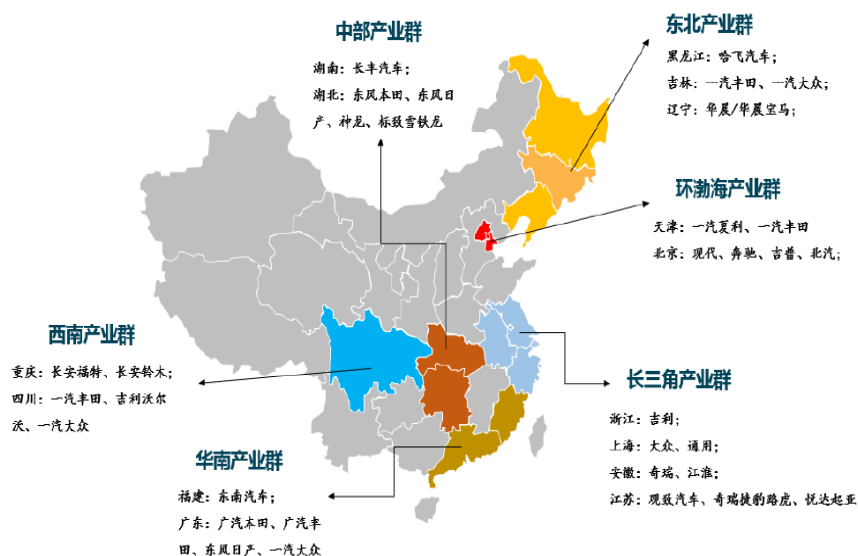 中部产业群
湖南：长丰汽车；
湖北：东风本田、东风日
产、神龙、标致雪铁龙
东北产业群
黑龙江：哈飞汽车；
吉林：一汽丰田、一汽大众；
辽宁：华晨/华晨宝马；
环渤海产业群
天津：一汽夏利、一汽丰田
北京：现代、奔驰、吉普、北汽；
西南产业群
重庆：长安福特、长安铃木；
四川：一汽丰田、吉利沃尔
沃、一汽大众
长三角产业群
浙江：吉利；
上海：大众、通用；
安徽：奇瑞、江淮；
江苏：观致汽车、奇瑞捷豹路虎、悦达起亚
华南产业群
福建：东南汽车；
广东：广汽本田、广汽丰
田、东风日产、一汽大众